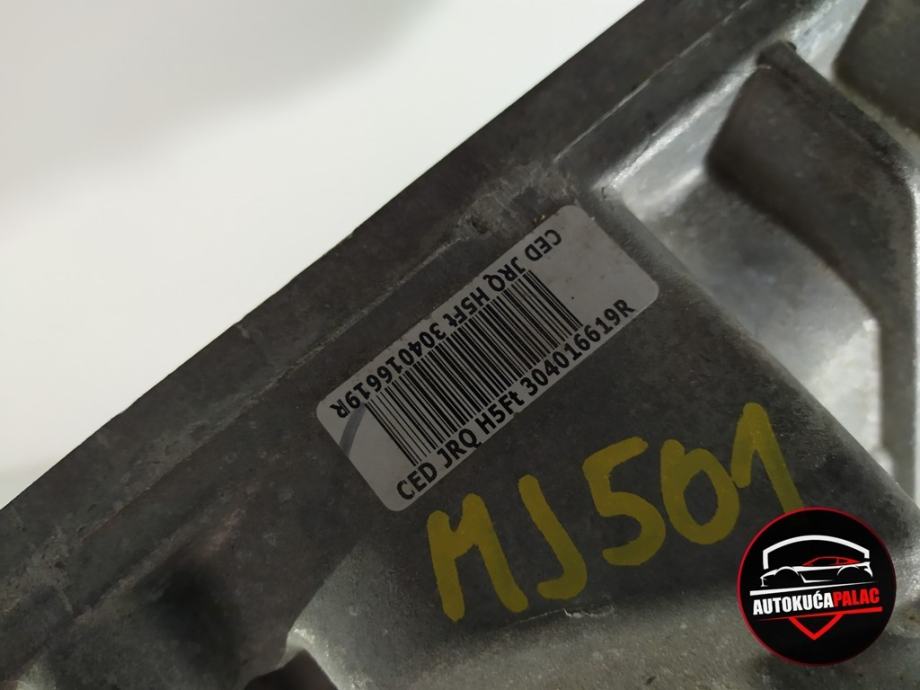 CED JRQ H5Ft 304016619R
CED JRQ H5Ft 304016619R
MJ501
AUTOKUĆAPALAC